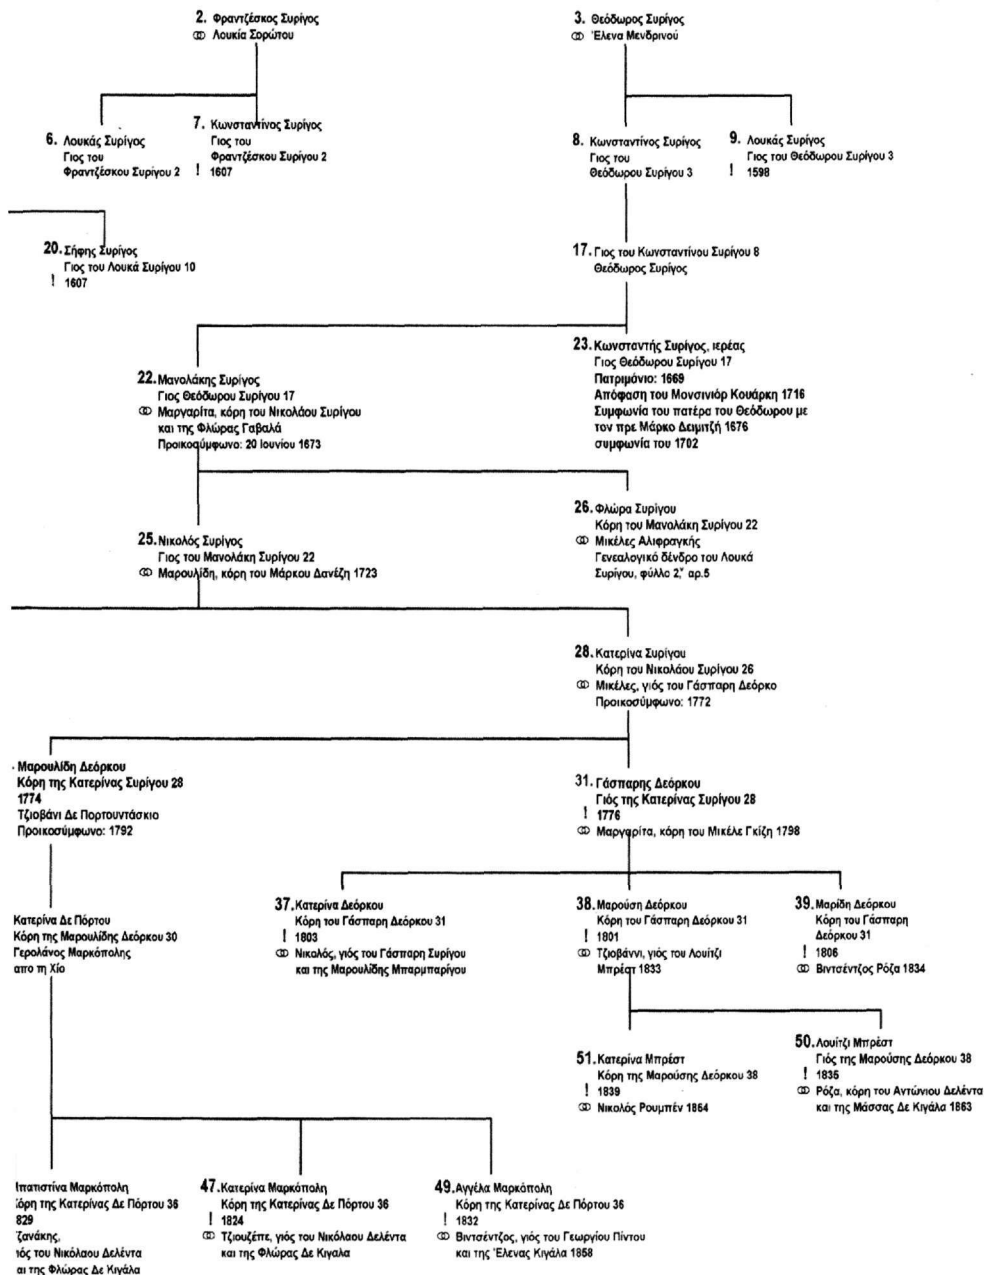 2. Φραντζέσκος Συρίγος
⚭ Λουκία Σορώτου
3. Θεόδωρος Συρίγος
⚭ Έλενα Μενδρινού
6. Λουκάς Συρίγος
Γιος του
Φραντζέσκου Συρίγου 2
7. Κωνσταντίνος Συρίγος
Γιος του
Φραντζέσκου Συρίγου 2
! 1607
8. Κωνσταντίνος Συρίγος
Γιος του
Θεόδωρου Συρίγου 3
9. Λουκάς Συρίγος
Γιος του Θεόδωρου Συρίγου 3
! 1598
20. Σήφης Συρίγος
Γιος του Λουκά Συρίγου 10
! 1607
17. Γιος του Κωνσταντίνου Συρίγου 8
Θεόδωρος Συρίγος
22. Μανολάκης Συρίγος
Γιος Θεόδωρου Συρίγου 17
⚭ Μαργαρίτα, κόρη του Νικολάου Συρίγου
και της Φλώρας Γαβαλά
Προικοσύμφωνο: 20 Ιουνίου 1673
23. Κωνσταντής Συρίγος, ιερέας
Γιος Θεόδωρου Συρίγου 17
Πατριμόνιο: 1669
Απόφαση του Μονσινιόρ Κουάρκη 1716
Συμφωνία του πατέρα του Θεόδωρου με
τον πρε Μάρκο Δειμιτζή 1676
συμφωνία του 1702
25. Νικολός Συρίγος
Γιος του Μανολάκη Συρίγου 22
⚭ Μαρουλίδη, κόρη του Μάρκου Δανέζη 1723
26. Φλώρα Συρίγου
Κόρη του Μανολάκη Συρίγου 22
⚭ Μικέλες Αλιφραγκής
Γενεαλογικό δένδρο του Λουκά
Συρίγου, φύλλο 2,ν αρ.5
28. Κατερίνα Συρίγου
Κόρη του Νικολάου Συρίγου 26
⚭ Μικέλες, γιός του Γάσπαρη Δεόρκο
Προικοσύμφωνο: 1772
Μαρουλίδη Δεόρκου
Κόρη της Κατερίνας Συρίγου 28
1774
Τζιοβάνι Δε Πορτουντάσκιο
Προικοσύμφωνο: 1792
31. Γάσπαρης Δεόρκου
Γιός της Κατερίνας Συρίγου 28
! 1776
⚭ Μαργαρίτα, κόρη του Μικέλε Γκίζη 1798
Κατερίνα Δε Πόρτου
Κόρη της Μαρουλίδης Δεόρκου 30
Γερολάνος Μαρκόπολης
απο τη Χίο
37. Κατερίνα Δεόρκου
Κόρη του Γάσπαρη Δεόρκου 31
! 1803
⚭ Νικολός, γιός του Γάσπαρη Συρίγου
και της Μαρουλίδης Μπαρμπαρίγου
38. Μαρούση Δεόρκου
Κόρη του Γάσπαρη Δεόρκου 31
! 1801
⚭ Τζιοβάννι, γιός του Λουίτζι
Μπρέστ 1833
39. Μαρίδη Δεόρκου
Κόρη του Γάσπαρη
Δεόρκου 31
! 1806
⚭ Βιντσέντζος Ρόζα 1834
51. Κατερίνα Μπρέστ
Κόρη της Μαρούσης Δεόρκου 38
! 1839
⚭ Νικολός Ρουμπέν 1864
50. Λουίτζι Μπρέστ
Γιός της Μαρούσης Δεόρκου 38
! 1836
⚭ Ρόζα, κόρη του Αντώνιου Δελέντα
και της Μάσσας Δε Κιγάλα 1863
Μαρκόπολη
κόρη της Κατερίνας Δε Πόρτου 36
829
του Νικόλαου Δελέντα
της Φλώρας Δε Κιγάλα
47. Κατερίνα Μαρκόπολη
Κόρη της Κατερίνας Δε Πόρτου 36
! 1824
⚭ Τζιουζέπε, γιός του Νικόλαου Δελέντα
και της Φλώρας Δε Κιγαλα
49. Αγγέλα Μαρκόπολη
Κόρη της Κατερίνας Δε Πόρτου 36
! 1832
⚭ Βιντσέντζος, γιός του Γεωργίου Πίντου
και της Έλενας Κιγάλα 1858